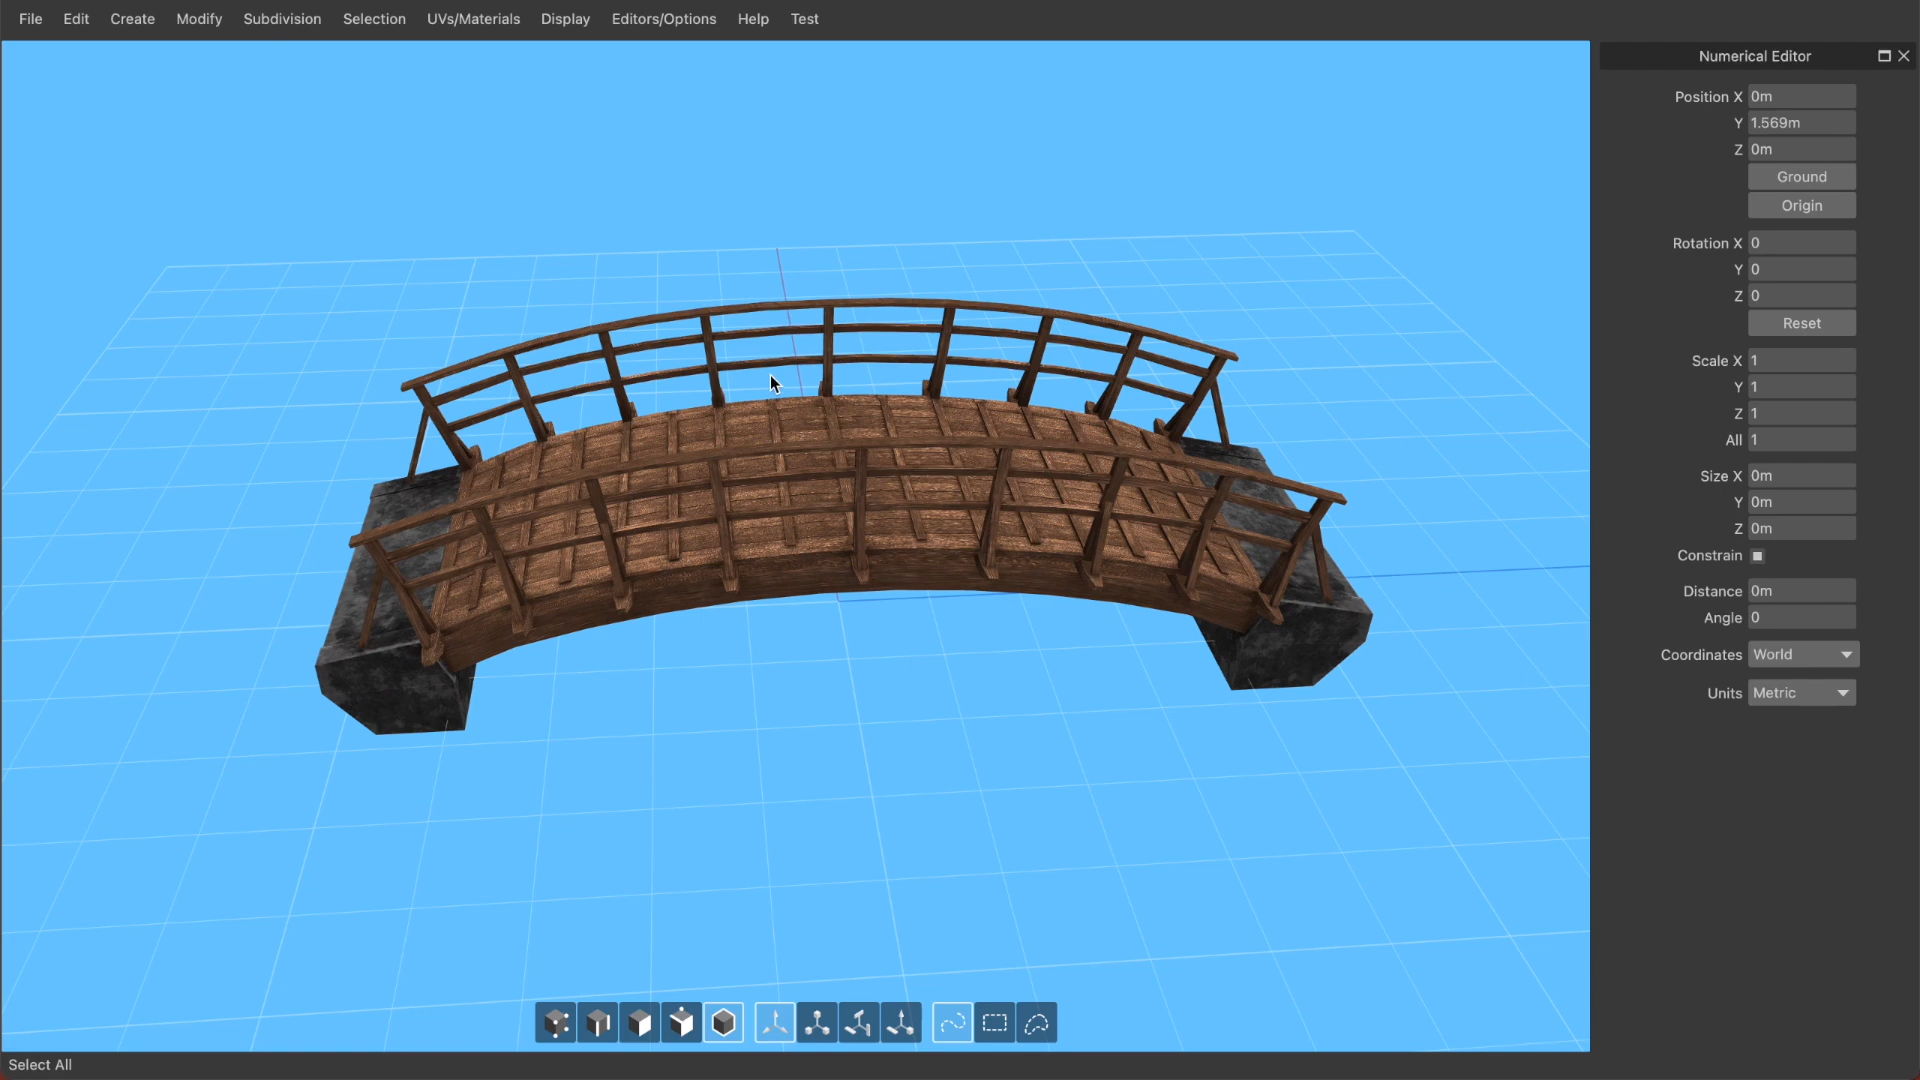 File Edit Create Modify Subdivision Selection UVs/Materials Display Editors/Options Help Test
Numerical Editor
Position X 0m
Y 1.569m
Z 0m
Ground
Origin
Rotation X 0
Y 0
Z 0
Reset
Scale X 1
Y 1
Z 1
All 1
Size X 0m
Y 0m
Z 0m
Constrain
Distance 0m
Angle 0
Coordinates World
Units Metric
Select All